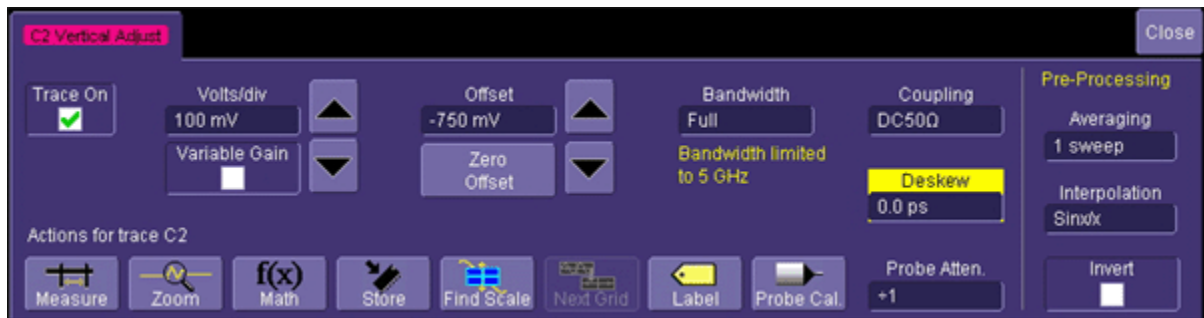 C2 Vertical Adjust
Close
Trace On
Volts/div
100 mV
Variable Gain
Offset
-750 mV
Zero
Offset
Bandwidth
Full
Bandwidth limited
to 5 GHz
Coupling
DC50Ω
Deskew
0.0 ps
Pre-Processing
Averaging
1 sweep
Interpolation
Sinx/x
Actions for trace C2
Measure
Zoom
f(x)
Math
Store
Find Scale
Next Grid
Label
Probe Cal.
Probe Atten.
÷1
Invert